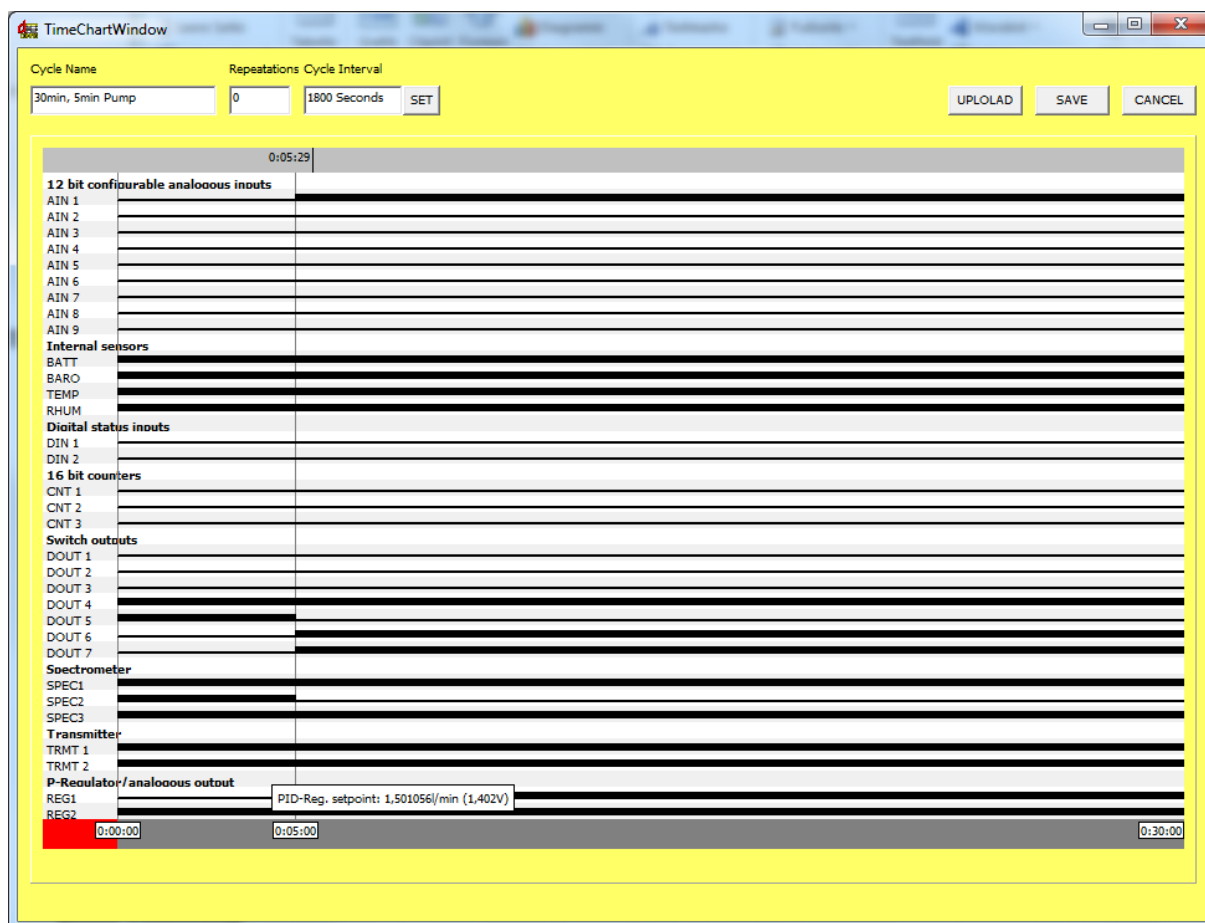 TimeChartWindow
Cycle Name Repeatations Cycle Interval
30min, 5min Pump 0 1800 Seconds SET UPLOLAD SAVE CANCEL
0:05:29
12 bit configurable analogous inputs
AIN 1
AIN 2
AIN 3
AIN 4
AIN 5
AIN 6
AIN 7
AIN 8
AIN 9
Internal sensors
BATT
BARO
TEMP
RHUM
Digital status inputs
DIN 1
DIN 2
16 bit counters
CNT 1
CNT 2
CNT 3
Switch outputs
DOUT 1
DOUT 2
DOUT 3
DOUT 4
DOUT 5
DOUT 6
DOUT 7
Spectrometer
SPEC1
SPEC2
SPEC3
Transmitter
TRMT 1
TRMT 2
P-Regulator/analogous output
REG1
PID-Reg. setpoint: 1,501056l/min (1,402V)
REG2
0:00:00 0:05:00 0:30:00